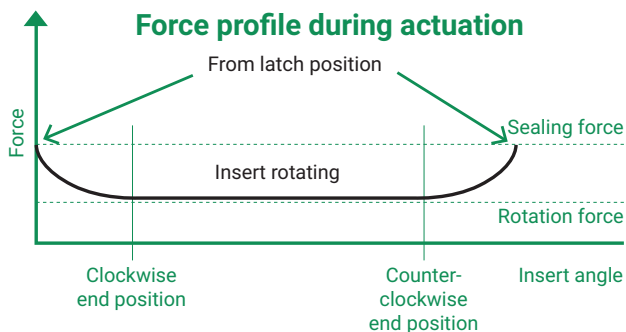 Force profile during actuation
From latch position
Force
Sealing force
Insert rotating
Rotation force
Clockwise
end position
Counter-
clockwise
end position
Insert angle